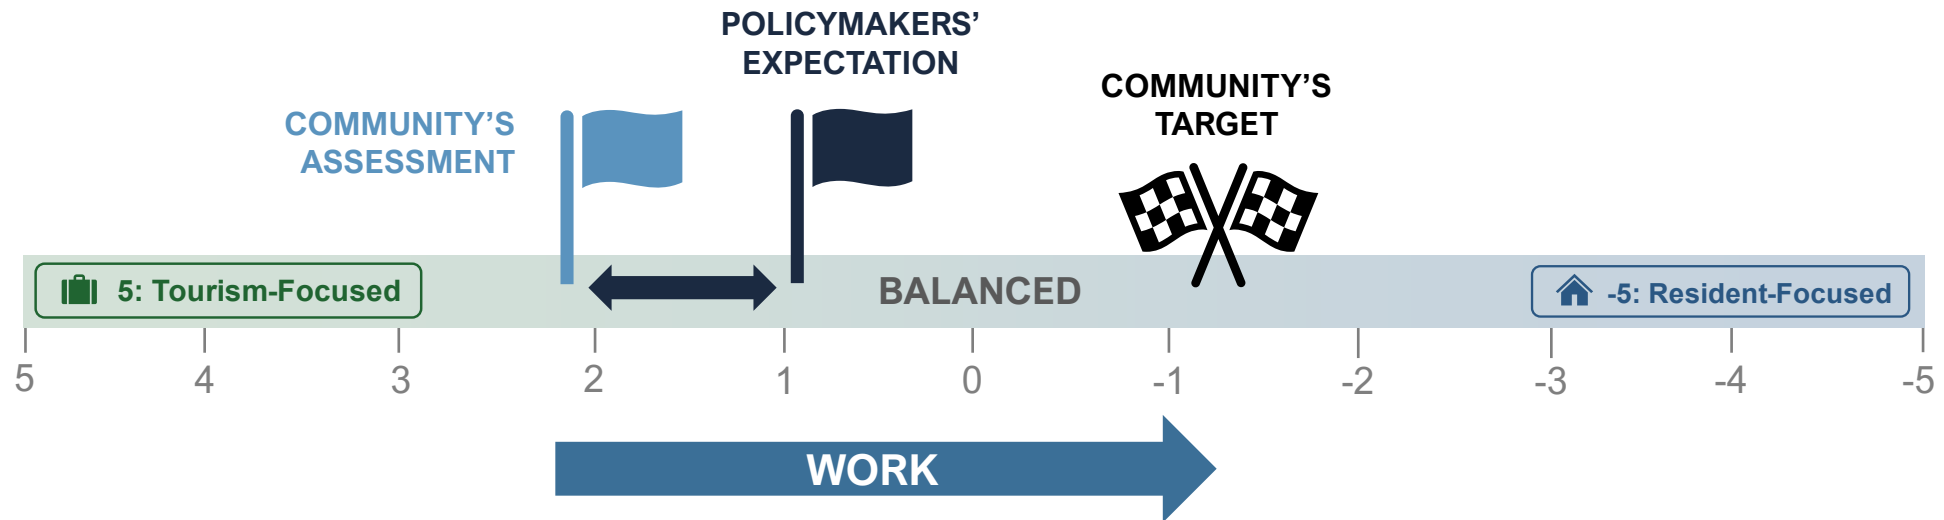 POLICYMAKERS’
EXPECTATION
COMMUNITY’S
TARGET
COMMUNITY’S
ASSESSMENT
5: Tourism-Focused
BALANCED
-5: Resident-Focused
5 4 3 2 1 0 -1 -2 -3 -4 -5
WORK